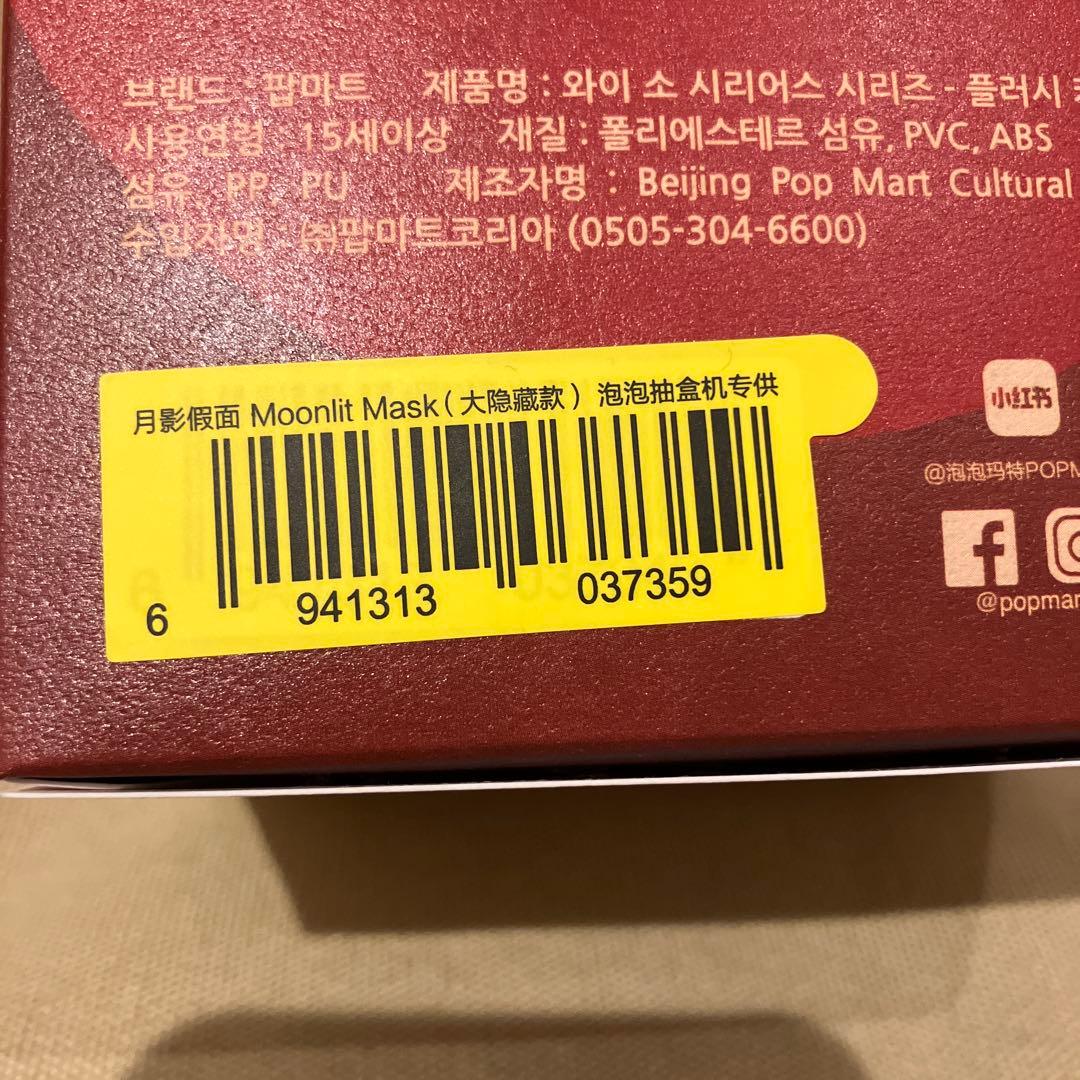 브랜드 : 팝마트 제품명 : 와이 소 시리어스 시리즈 - 플러시
사용연령 : 15세이상 재질 : 폴리에스테르 섬유, PVC, ABS
섬유, PP, PU 제조자명 : Beijing Pop Mart Cultural
수입자명 : ㈜팝마트코리아 (0505-304-6600)
月影假面 Moonlit Mask(大隐藏款) 泡泡抽盒机专供
6 941313 037359
小红书
@泡泡玛特POPM
f
@popmar